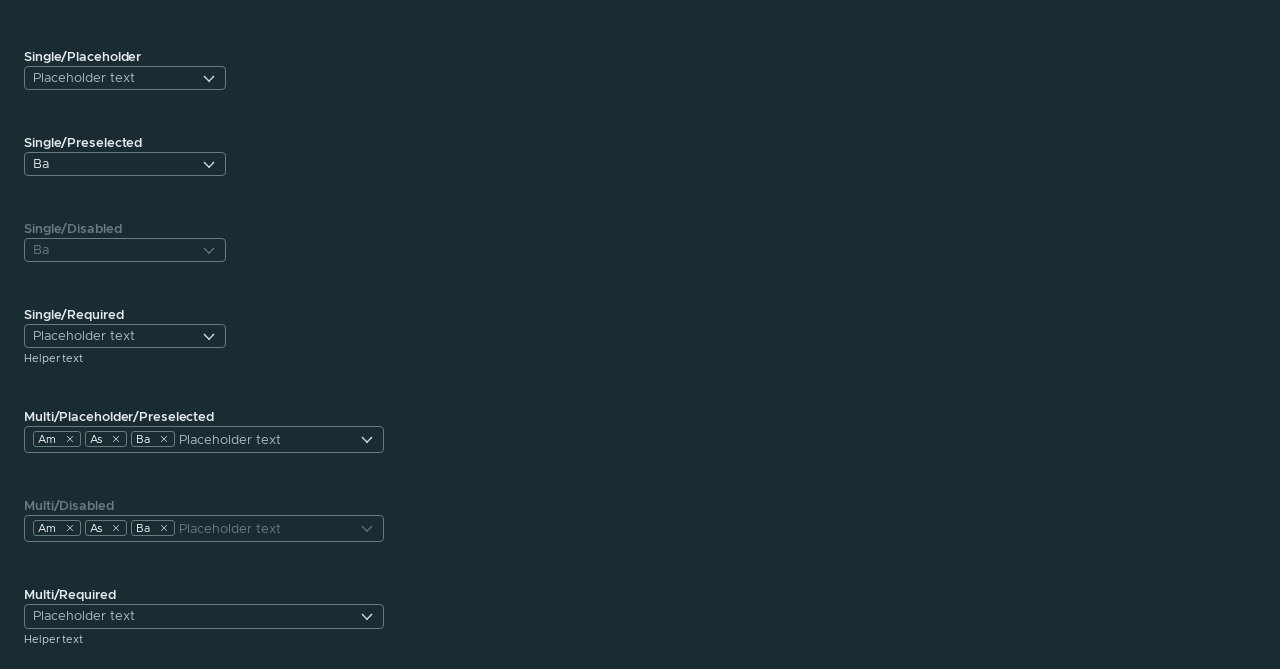 Single/Placeholder
Placeholder text
Single/Preselected
Ba
Single/Disabled
Ba
Single/Required
Placeholder text
Helper text
Multi/Placeholder/Preselected
Am As Ba Placeholder text
Multi/Disabled
Am As Ba Placeholder text
Multi/Required
Placeholder text
Helper text